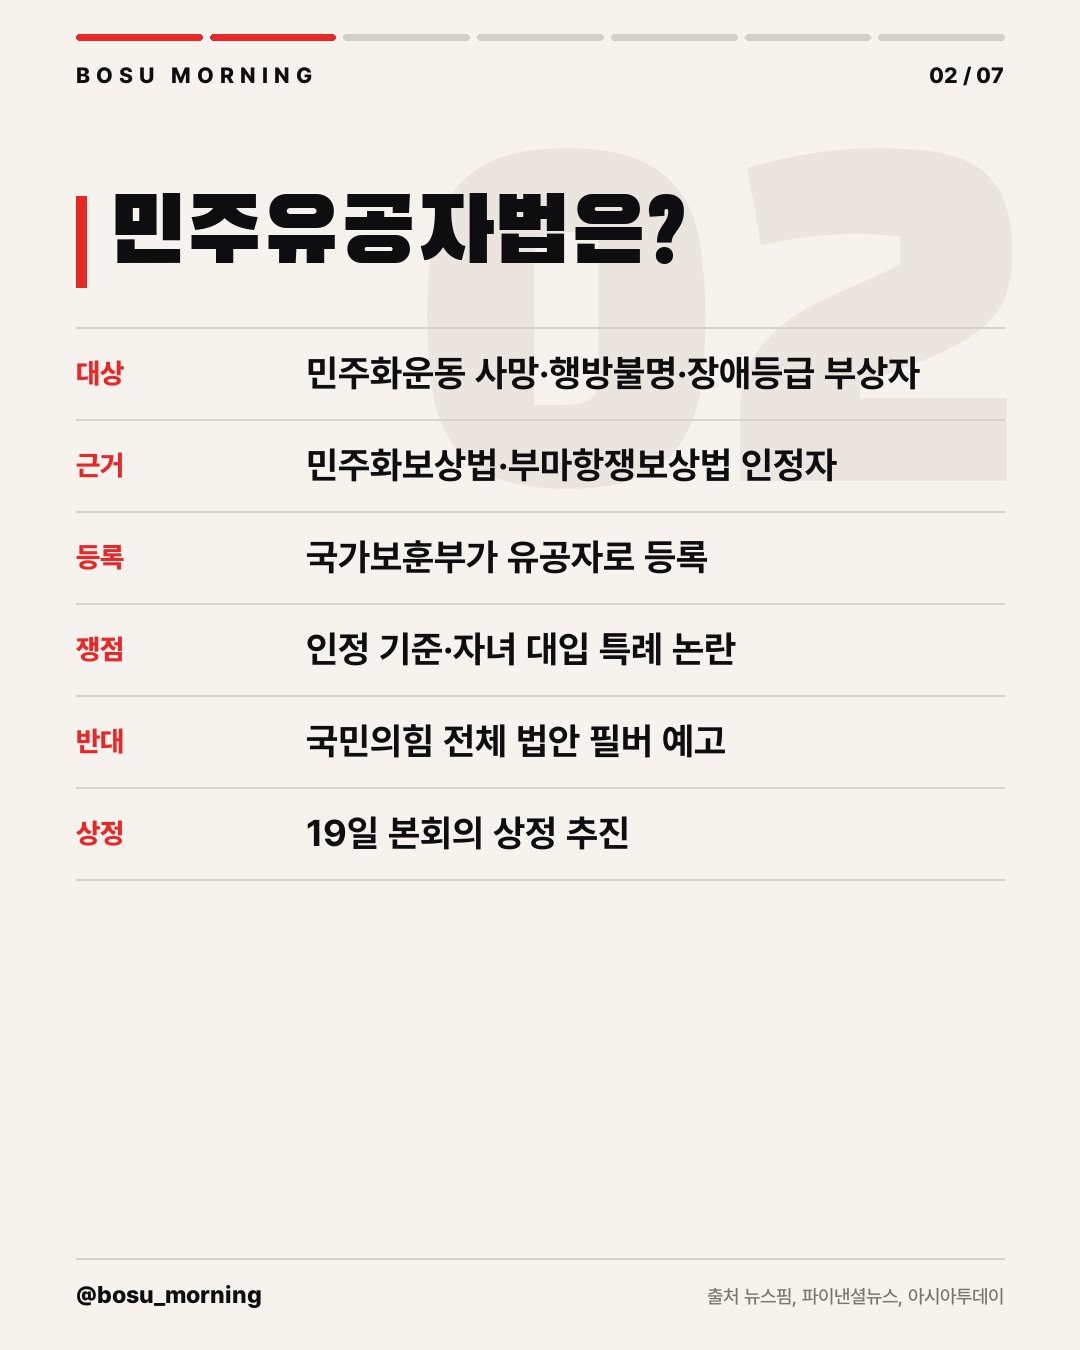 BOSU MORNING
02 / 07
02
민주유공자법은?
대상 민주화운동 사망·행방불명·장애등급 부상자
근거 민주화보상법·부마항쟁보상법 인정자
등록 국가보훈부가 유공자로 등록
쟁점 인정 기준·자녀 대입 특례 논란
반대 국민의힘 전체 법안 필버 예고
상정 19일 본회의 상정 추진
@bosu_morning
출처 뉴스핌, 파이낸셜뉴스, 아시아투데이